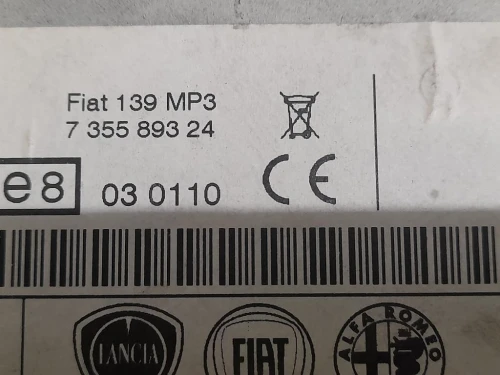 Fiat 139 MP3
7 355 893 24
e8 03 0110 CE
LANCIA FIAT ALFA ROMEO